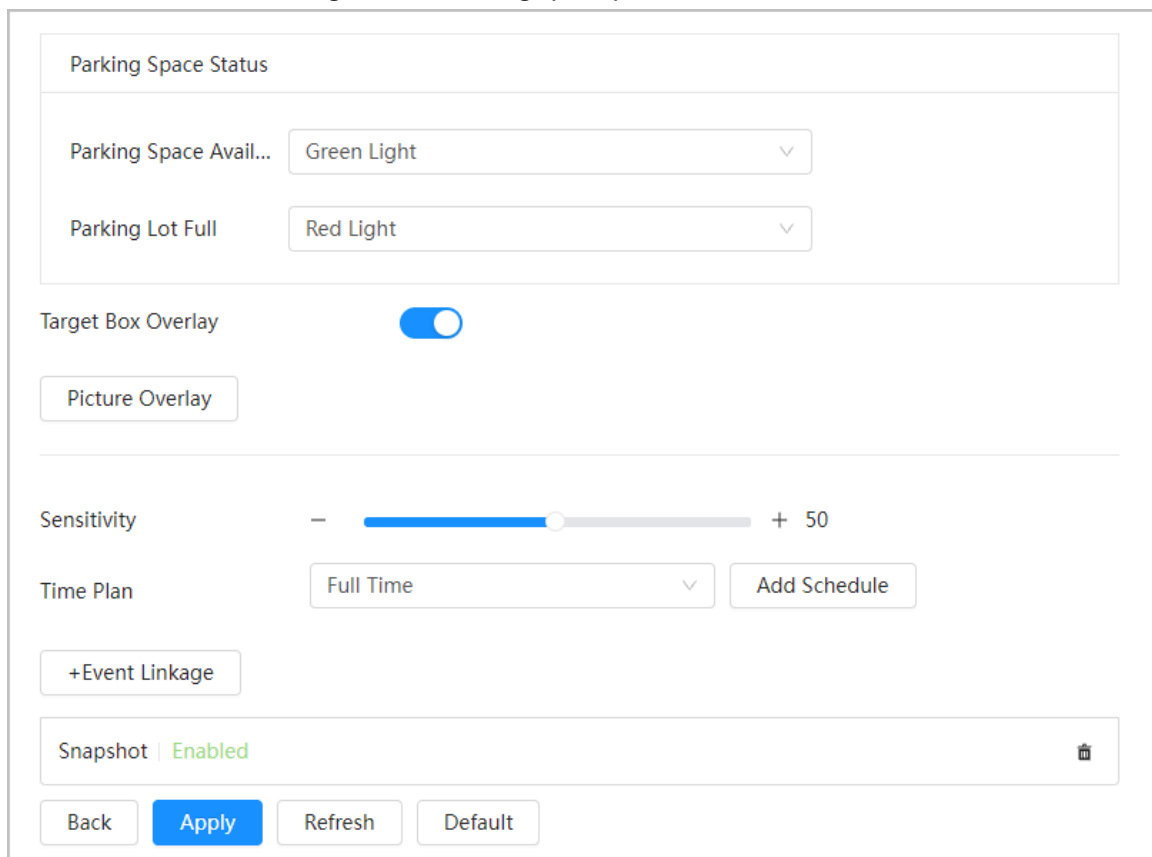 Parking Space Status
Parking Space Avail... Green Light
Parking Lot Full Red Light
Target Box Overlay
Picture Overlay
Sensitivity − + 50
Time Plan Full Time Add Schedule
+Event Linkage
Snapshot Enabled
Back Apply Refresh Default